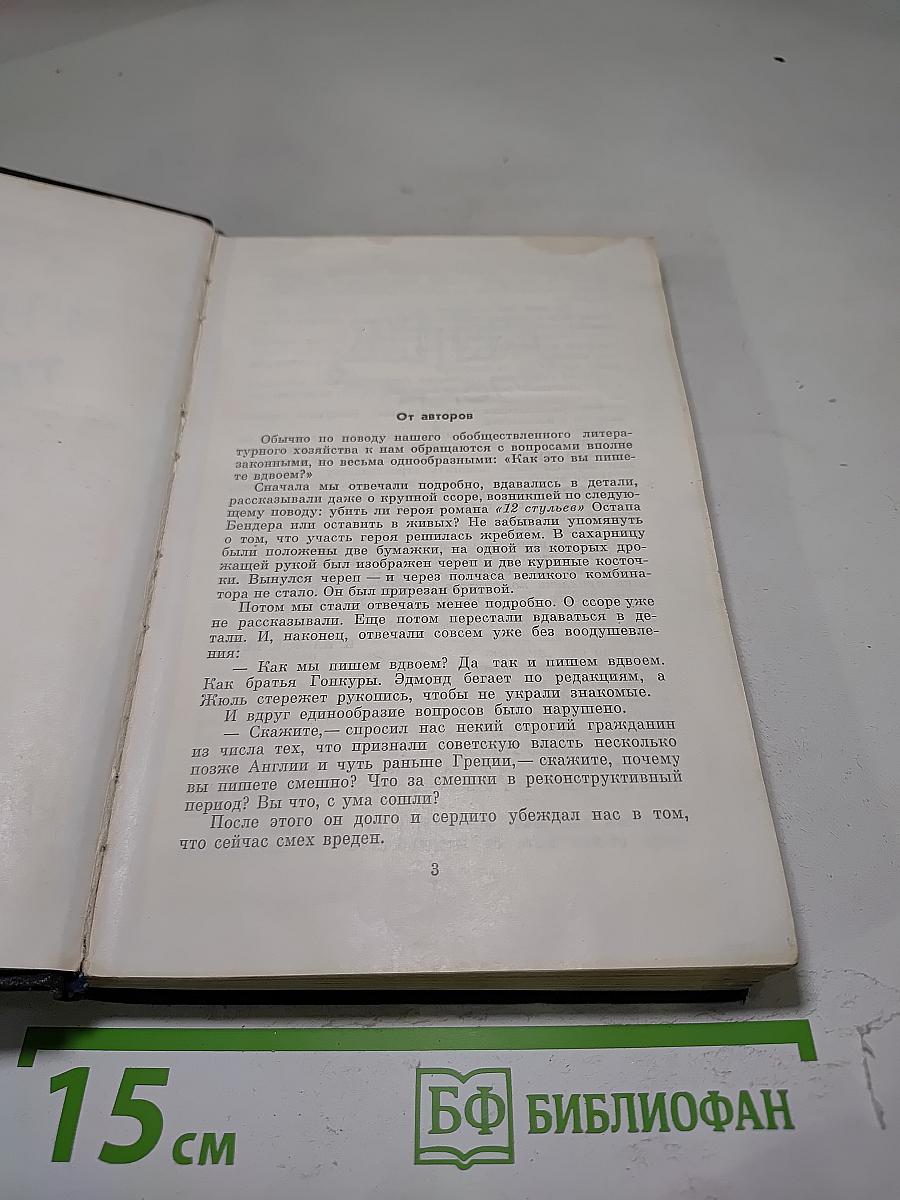 От авторов
Обычно по поводу нашего обобществленного литера-
турного хозяйства к нам обращаются с вопросами вполне
законными, но весьма однообразными: «Как это вы пише-
те вдвоем?»
Сначала мы отвечали подробно, вдавались в детали,
рассказывали даже о крупной ссоре, возникшей по следую-
щему поводу: убить ли героя романа «12 стульев» Остапа
Бендера или оставить в живых? Не забывали упомянуть
о том, что участь героя решилась жребием. В сахарницу
были положены две бумажки, на одной из которых дро-
жащей рукой был изображен череп и две куриные косточ-
ки. Вынулся череп — и через полчаса великого комбина-
тора не стало. Он был прирезан бритвой.
Потом мы стали отвечать менее подробно. О ссоре уже
не рассказывали. Еще потом перестали вдаваться в де-
тали. И, наконец, отвечали совсем уже без воодушевле-
ния:
— Как мы пишем вдвоем? Да так и пишем вдвоем.
Как братья Гонкуры. Эдмонд бегает по редакциям, а
Жюль стережет рукопись, чтобы не украли знакомые.
И вдруг единообразие вопросов было нарушено.
— Скажите,— спросил нас некий строгий гражданин
из числа тех, что признали советскую власть несколько
позже Англии и чуть раньше Греции,— скажите, почему
вы пишете смешно? Что за смешки в реконструктивный
период? Вы что, с ума сошли?
После этого он долго и сердито убеждал нас в том,
что сейчас смех вреден.
3
15 см
БФ БИБЛИОФАН